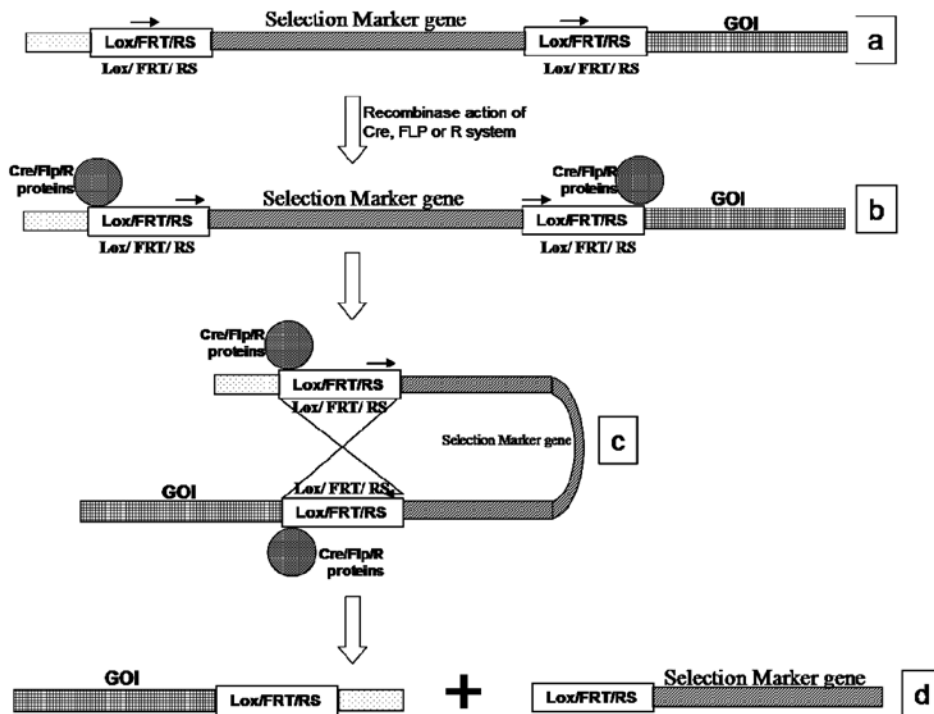 Selection Marker gene
GOI
Lox/FRT/RS
Lox/FRT/RS
a
Lox/ FRT/ RS
Lox/ FRT/ RS
Recombinase action of
Cre, FLP or R system
Cre/Flp/R
proteins
Cre/Flp/R
proteins
Selection Marker gene
GOI
Lox/FRT/RS
Lox/FRT/RS
b
Lox/ FRT/ RS
Lox/ FRT/ RS
Cre/Flp/R
proteins
Lox/FRT/RS
Lox/ FRT/ RS
Selection Marker gene
c
Lox/ FRT/ RS
GOI
Lox/FRT/RS
Cre/Flp/R
proteins
GOI
Lox/FRT/RS
+
Selection Marker gene
Lox/FRT/RS
d